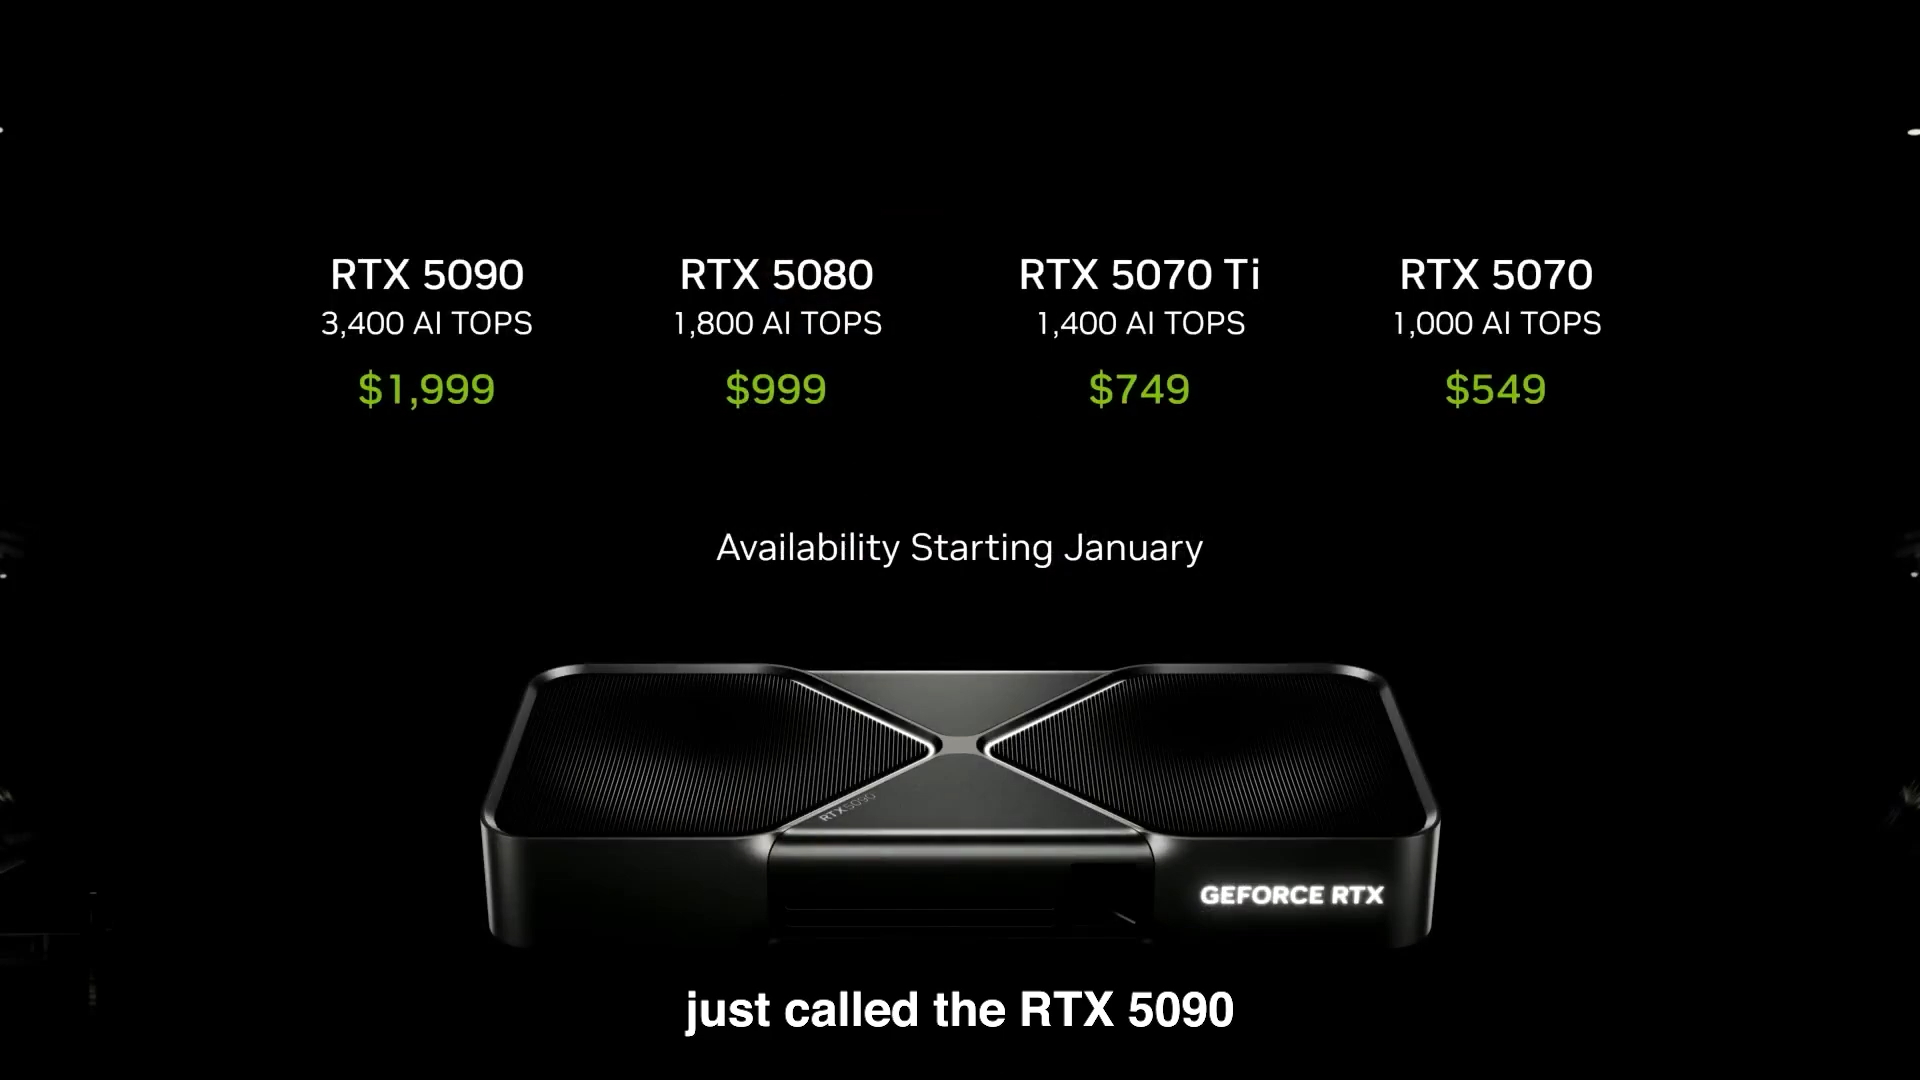 RTX 5090
3,400 AI TOPS
$1,999
RTX 5080
1,800 AI TOPS
$999
RTX 5070 Ti
1,400 AI TOPS
$749
RTX 5070
1,000 AI TOPS
$549
Availability Starting January
RTX5090
GEFORCE RTX
just called the RTX 5090